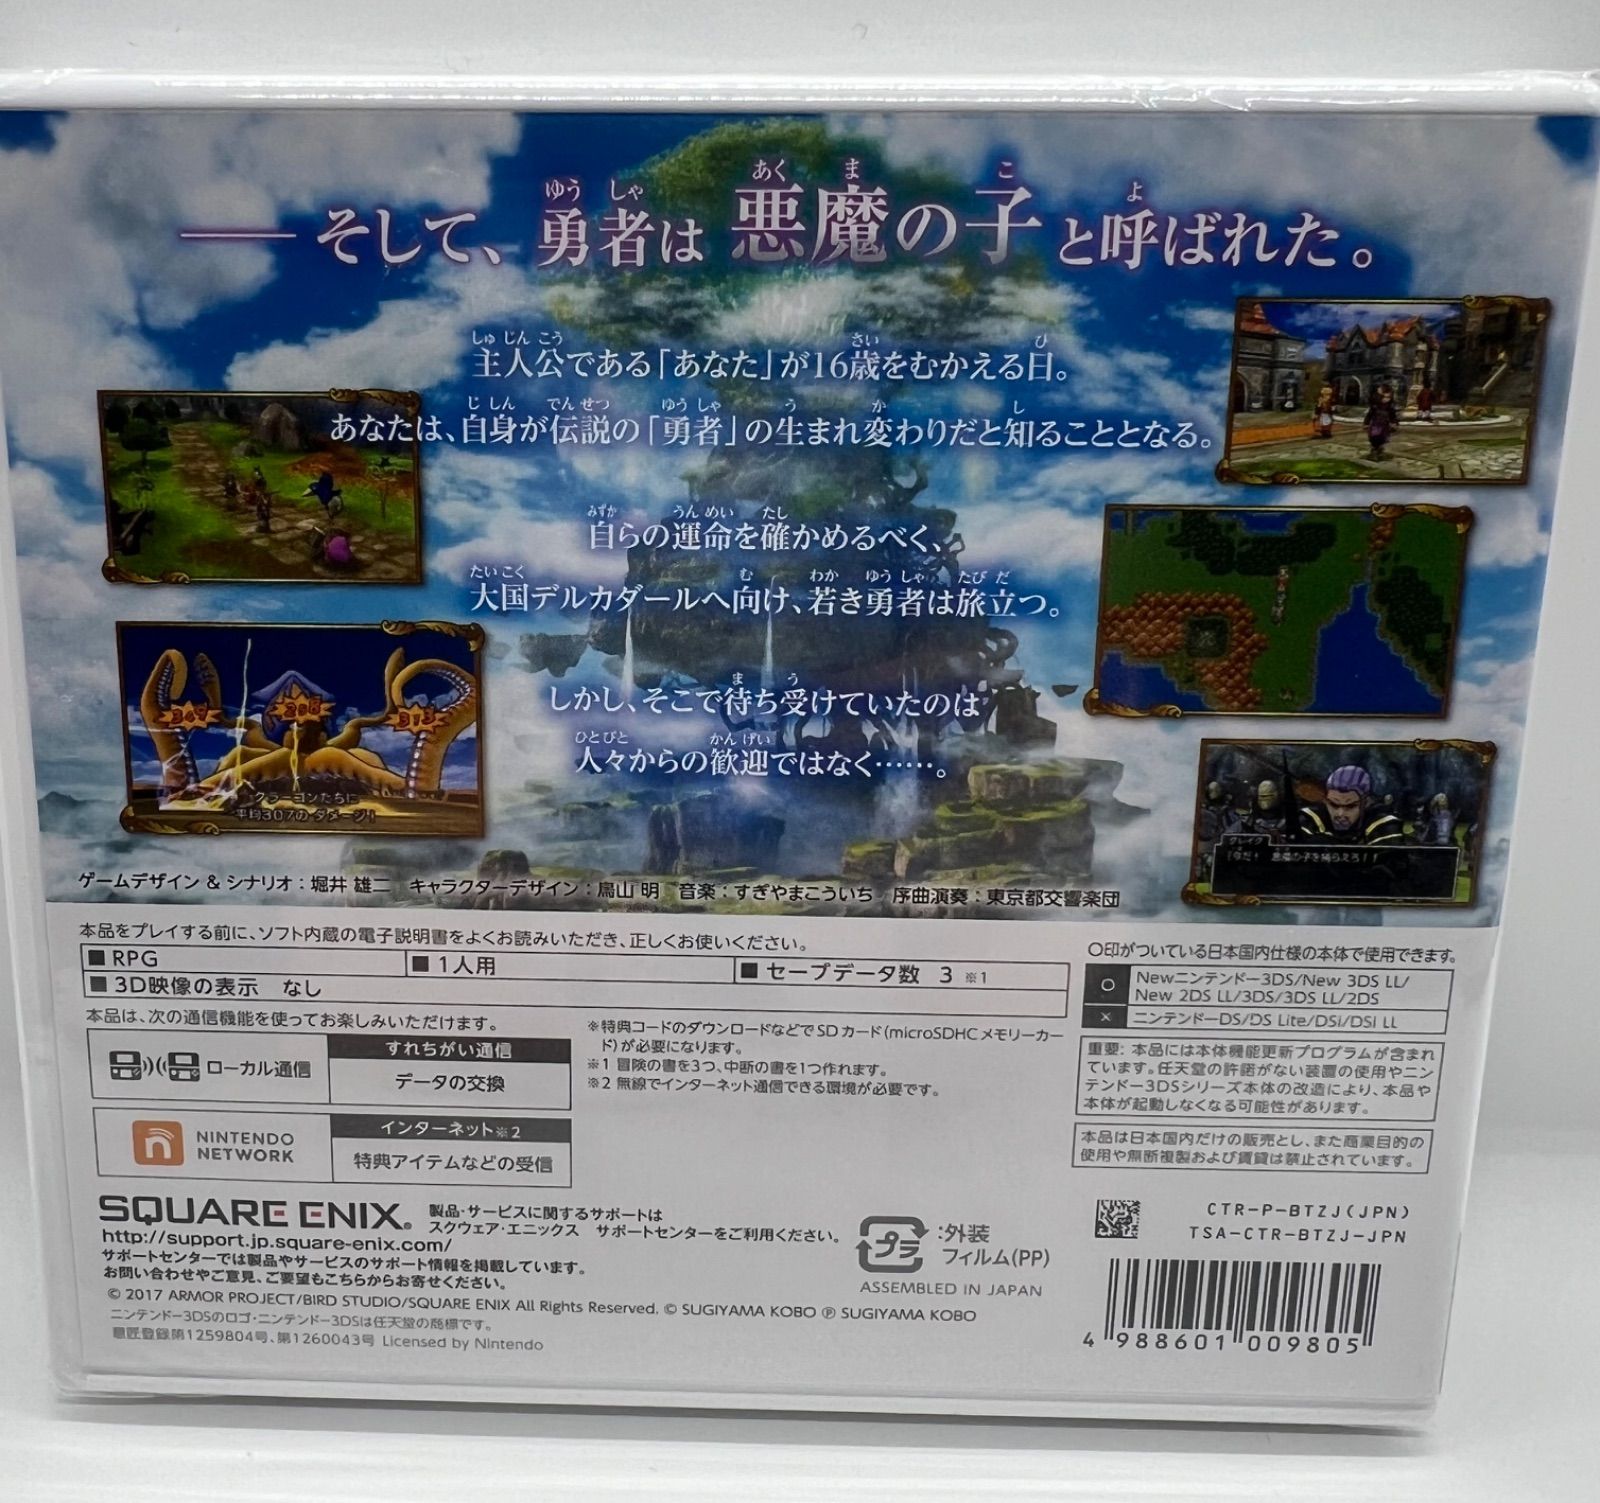 そして、勇者は悪魔の子と呼ばれた。
主人公である「あなた」が16歳をむかえる日。
あなたは、自身が伝説の「勇者」の生まれ変わりだと知ることとなる。
自らの運命を確かめるべく、
大国デルカダールへ向け、若き勇者は旅立つ。
しかし、そこで待ち受けていたのは
人々からの歓迎ではなく……。
347
298
313
クラーゴンたちに
平均307の ダメージ！
グレイグ
「今だ！ 悪魔の子を捕らえろ！！
ゲームデザイン & シナリオ：堀井 雄二 キャラクターデザイン：鳥山 明 音楽：すぎやまこういち 序曲演奏：東京都交響楽団
本品をプレイする前に、ソフト内蔵の電子説明書をよくお読みいただき、正しくお使いください。
■ RPG ■ 1人用 ■ セーブデータ数 3 ※1
■ 3D映像の表示 なし
本品は、次の通信機能を使ってお楽しみいただけます。
ローカル通信
すれちがい通信
データの交換
NINTENDO
NETWORK
インターネット※2
特典アイテムなどの受信
※特典コードのダウンロードなどでSDカード(microSDHCメモリーカー
ド)が必要になります。
※1 冒険の書を3つ、中断の書を1つ作れます。
※2 無線でインターネット通信できる環境が必要です。
○印がついている日本国内仕様の本体で使用できます。
○ Newニンテンドー3DS/New 3DS LL/
New 2DS LL/3DS/3DS LL/2DS
× ニンテンドーDS/DS Lite/DSi/DSi LL
重要: 本品には本体機能更新プログラムが含まれ
ています。任天堂の許諾がない装置の使用やニン
テンドー3DSシリーズ本体の改造により、本品や
本体が起動しなくなる可能性があります。
本品は日本国内だけの販売とし、また商業目的の
使用や無断複製および賃貸は禁止されています。
SQUARE ENIX.
製品・サービスに関するサポートは
スクウェア・エニックス サポートセンターをご利用ください。
http://support.jp.square-enix.com/
サポートセンターでは製品やサービスのサポート情報を掲載しています。
お問い合わせやご意見、ご要望もこちらからお寄せください。
© 2017 ARMOR PROJECT/BIRD STUDIO/SQUARE ENIX All Rights Reserved. © SUGIYAMA KOBO ℗ SUGIYAMA KOBO
ニンテンドー3DSのロゴ・ニンテンドー3DSは任天堂の商標です。
意匠登録第1259804号、第1260043号 Licensed by Nintendo
プラ
：外装
フィルム(PP)
ASSEMBLED IN JAPAN
CTR-P-BTZJ(JPN)
TSA-CTR-BTZJ-JPN
4 988601 009805